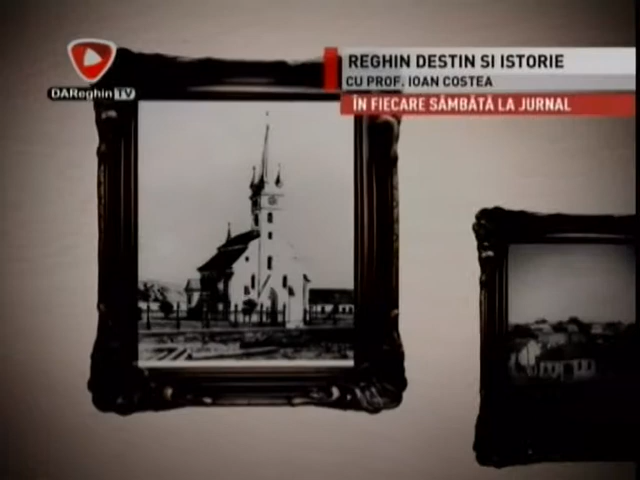 REGHIN DESTIN SI ISTORIE
CU PROF. IOAN COSTEA
ÎN FIECARE SÂMBĂTĂ LA JURNAL
DAReghin TV